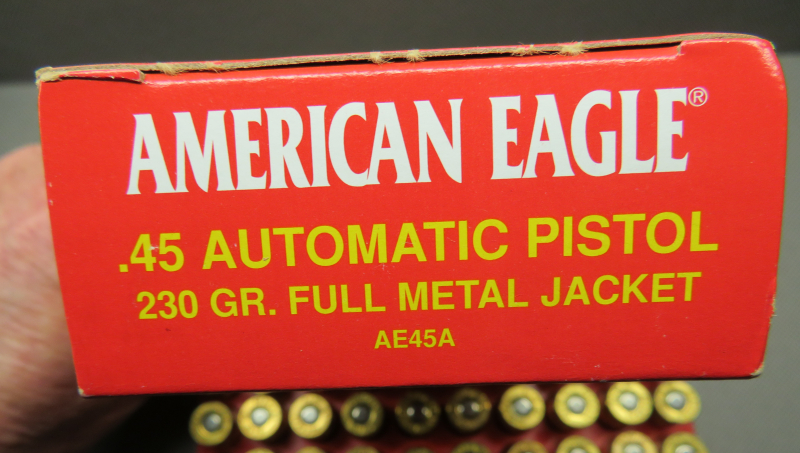 AMERICAN EAGLE®
.45 AUTOMATIC PISTOL
230 GR. FULL METAL JACKET
AE45A